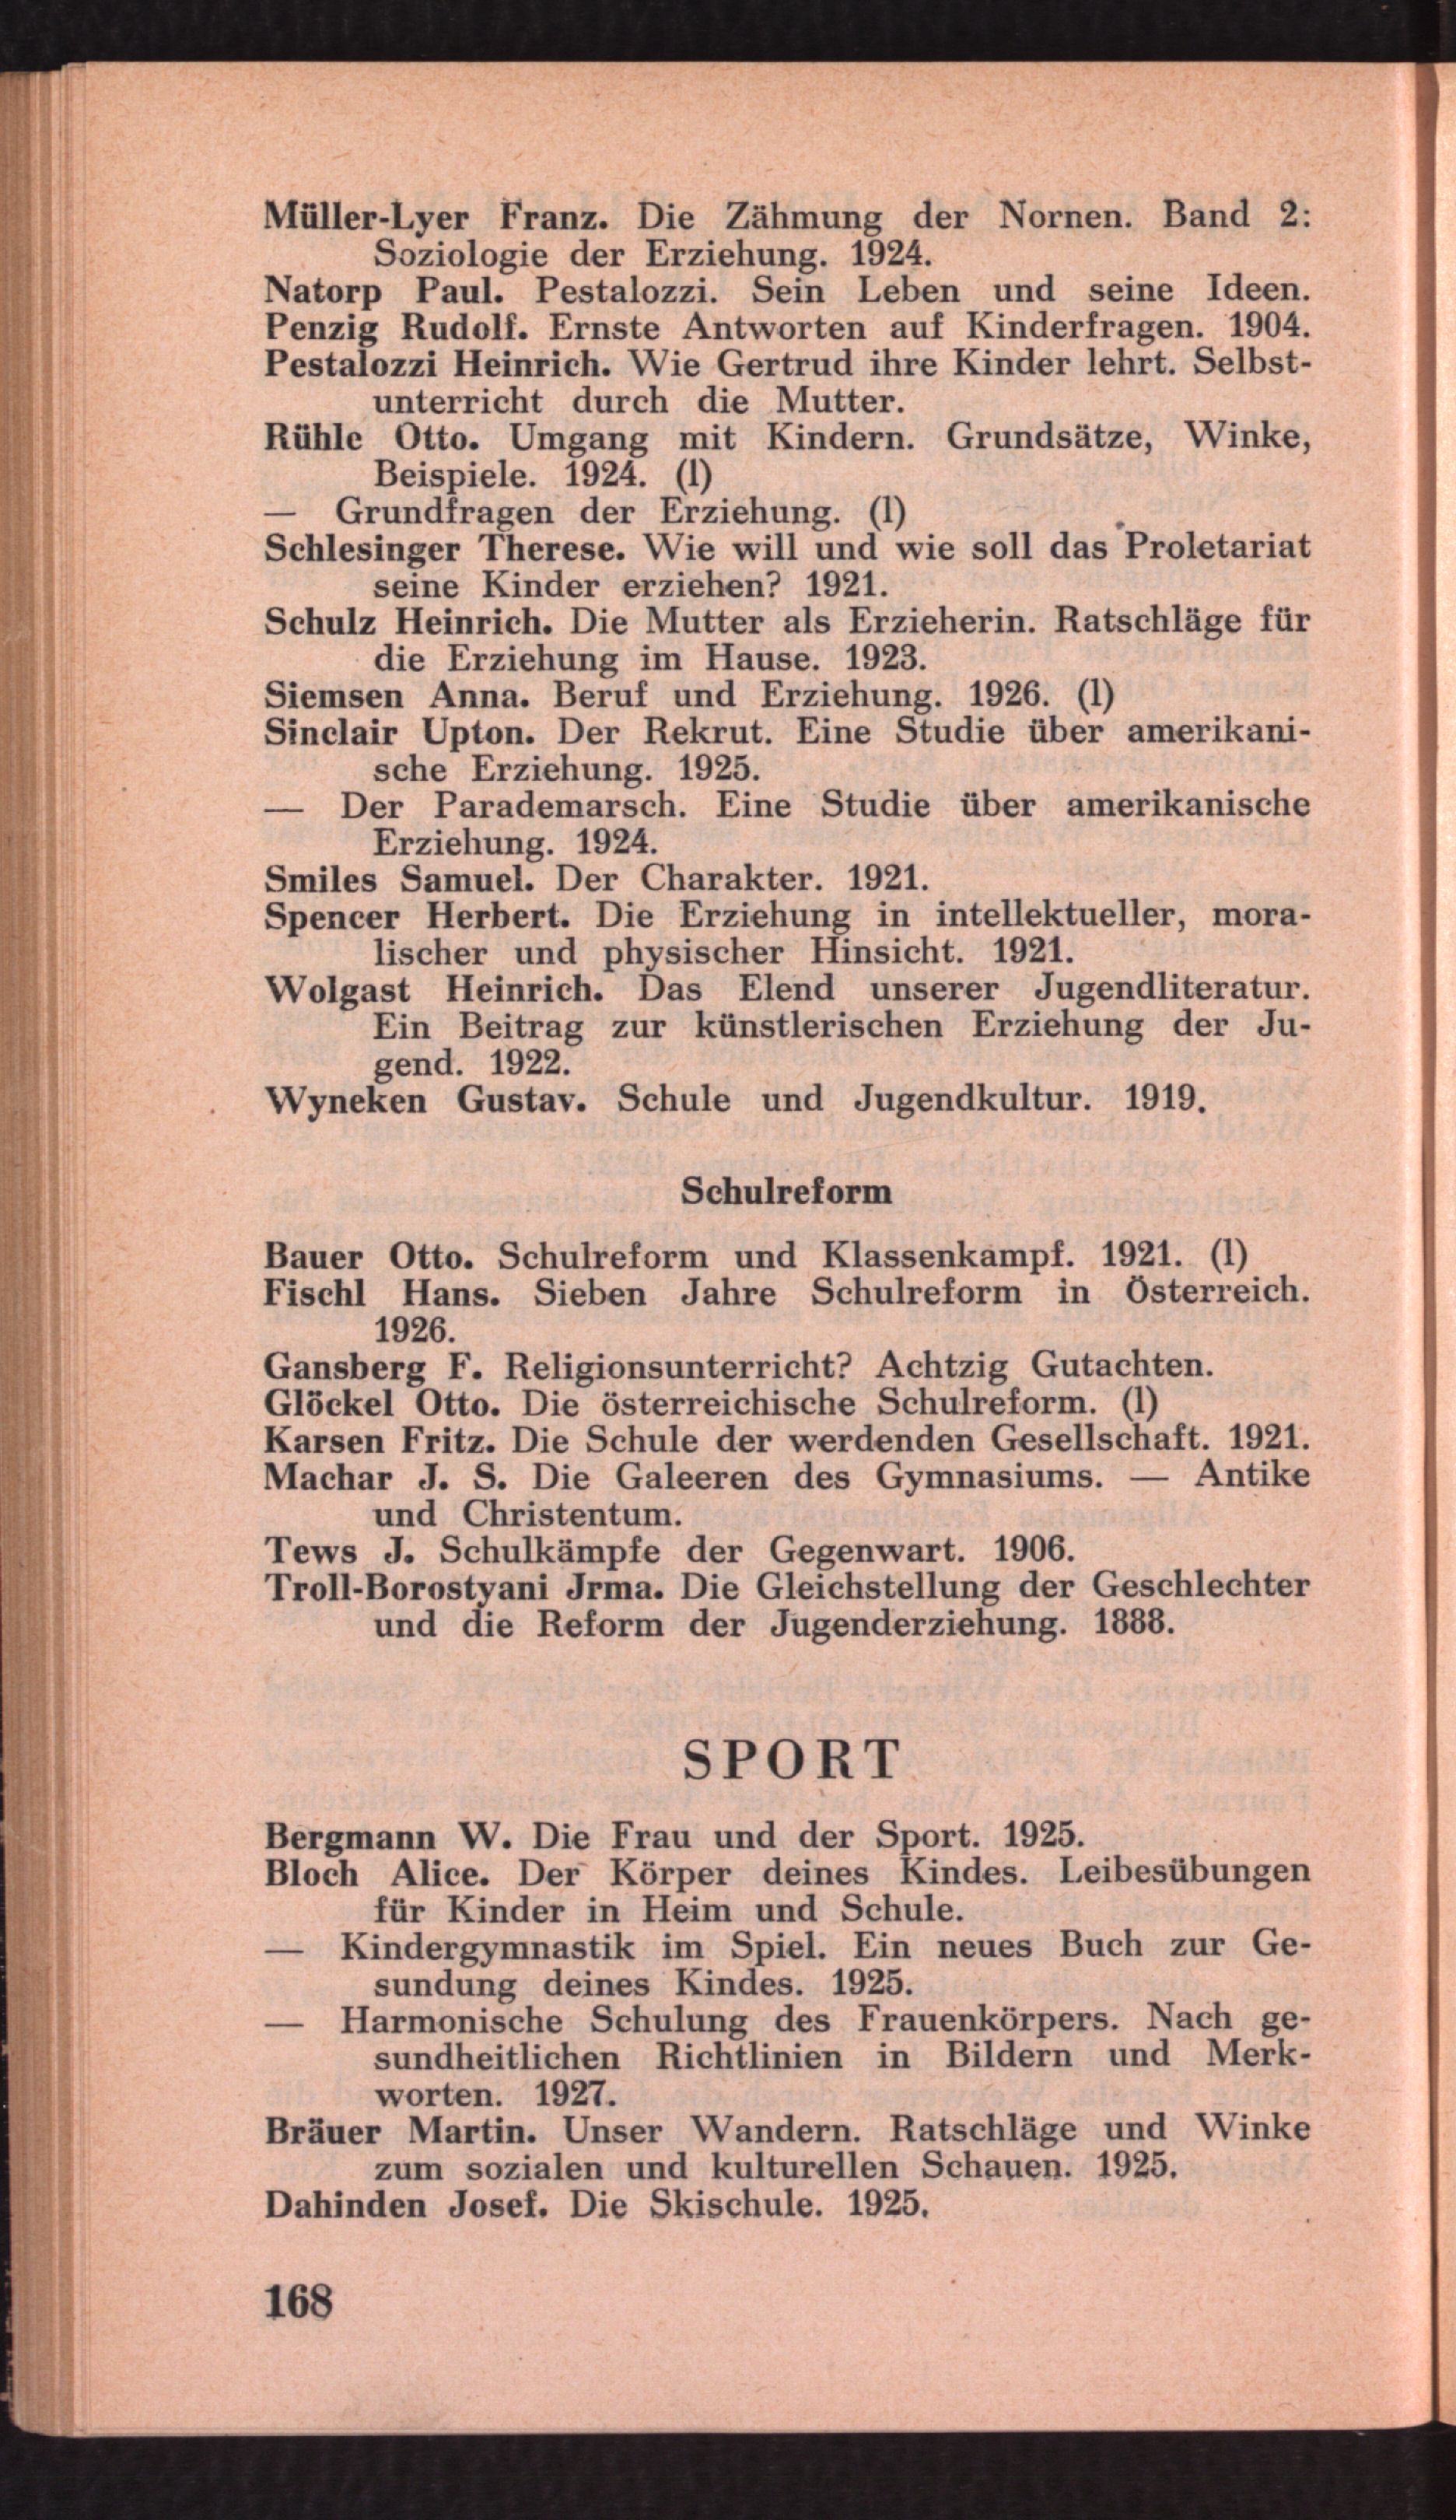 Müller-Lyer Franz. Die Zähmung der Nornen. Band 2:
Soziologie der Erziehung. 1924.
Natorp Paul. Pestalozzi. Sein Leben und seine Ideen.
Penzig Rudolf. Ernste Antworten auf Kinderfragen. 1904.
Pestalozzi Heinrich. Wie Gertrud ihre Kinder lehrt. Selbst-
unterricht durch die Mutter.
Rühle Otto. Umgang mit Kindern. Grundsätze, Winke,
Beispiele. 1924. (l)
— Grundfragen der Erziehung. (l)
Schlesinger Therese. Wie will und wie soll das Proletariat
seine Kinder erziehen? 1921.
Schulz Heinrich. Die Mutter als Erzieherin. Ratschläge für
die Erziehung im Hause. 1923.
Siemsen Anna. Beruf und Erziehung. 1926. (l)
Sinclair Upton. Der Rekrut. Eine Studie über amerikani-
sche Erziehung. 1925.
— Der Parademarsch. Eine Studie über amerikanische
Erziehung. 1924.
Smiles Samuel. Der Charakter. 1921.
Spencer Herbert. Die Erziehung in intellektueller, mora-
lischer und physischer Hinsicht. 1921.
Wolgast Heinrich. Das Elend unserer Jugendliteratur.
Ein Beitrag zur künstlerischen Erziehung der Ju-
gend. 1922.
Wyneken Gustav. Schule und Jugendkultur. 1919.
Schulreform
Bauer Otto. Schulreform und Klassenkampf. 1921. (l)
Fischl Hans. Sieben Jahre Schulreform in Österreich.
1926.
Gansberg F. Religionsunterricht? Achtzig Gutachten.
Glöckel Otto. Die österreichische Schulreform. (l)
Karsen Fritz. Die Schule der werdenden Gesellschaft. 1921.
Machar J. S. Die Galeeren des Gymnasiums. — Antike
und Christentum.
Tews J. Schulkämpfe der Gegenwart. 1906.
Troll-Borostyani Jrma. Die Gleichstellung der Geschlechter
und die Reform der Jugenderziehung. 1888.
SPORT
Bergmann W. Die Frau und der Sport. 1925.
Bloch Alice. Der Körper deines Kindes. Leibesübungen
für Kinder in Heim und Schule.
— Kindergymnastik im Spiel. Ein neues Buch zur Ge-
sundung deines Kindes. 1925.
— Harmonische Schulung des Frauenkörpers. Nach ge-
sundheitlichen Richtlinien in Bildern und Merk-
worten. 1927.
Bräuer Martin. Unser Wandern. Ratschläge und Winke
zum sozialen und kulturellen Schauen. 1925.
Dahinden Josef. Die Skischule. 1925.
168